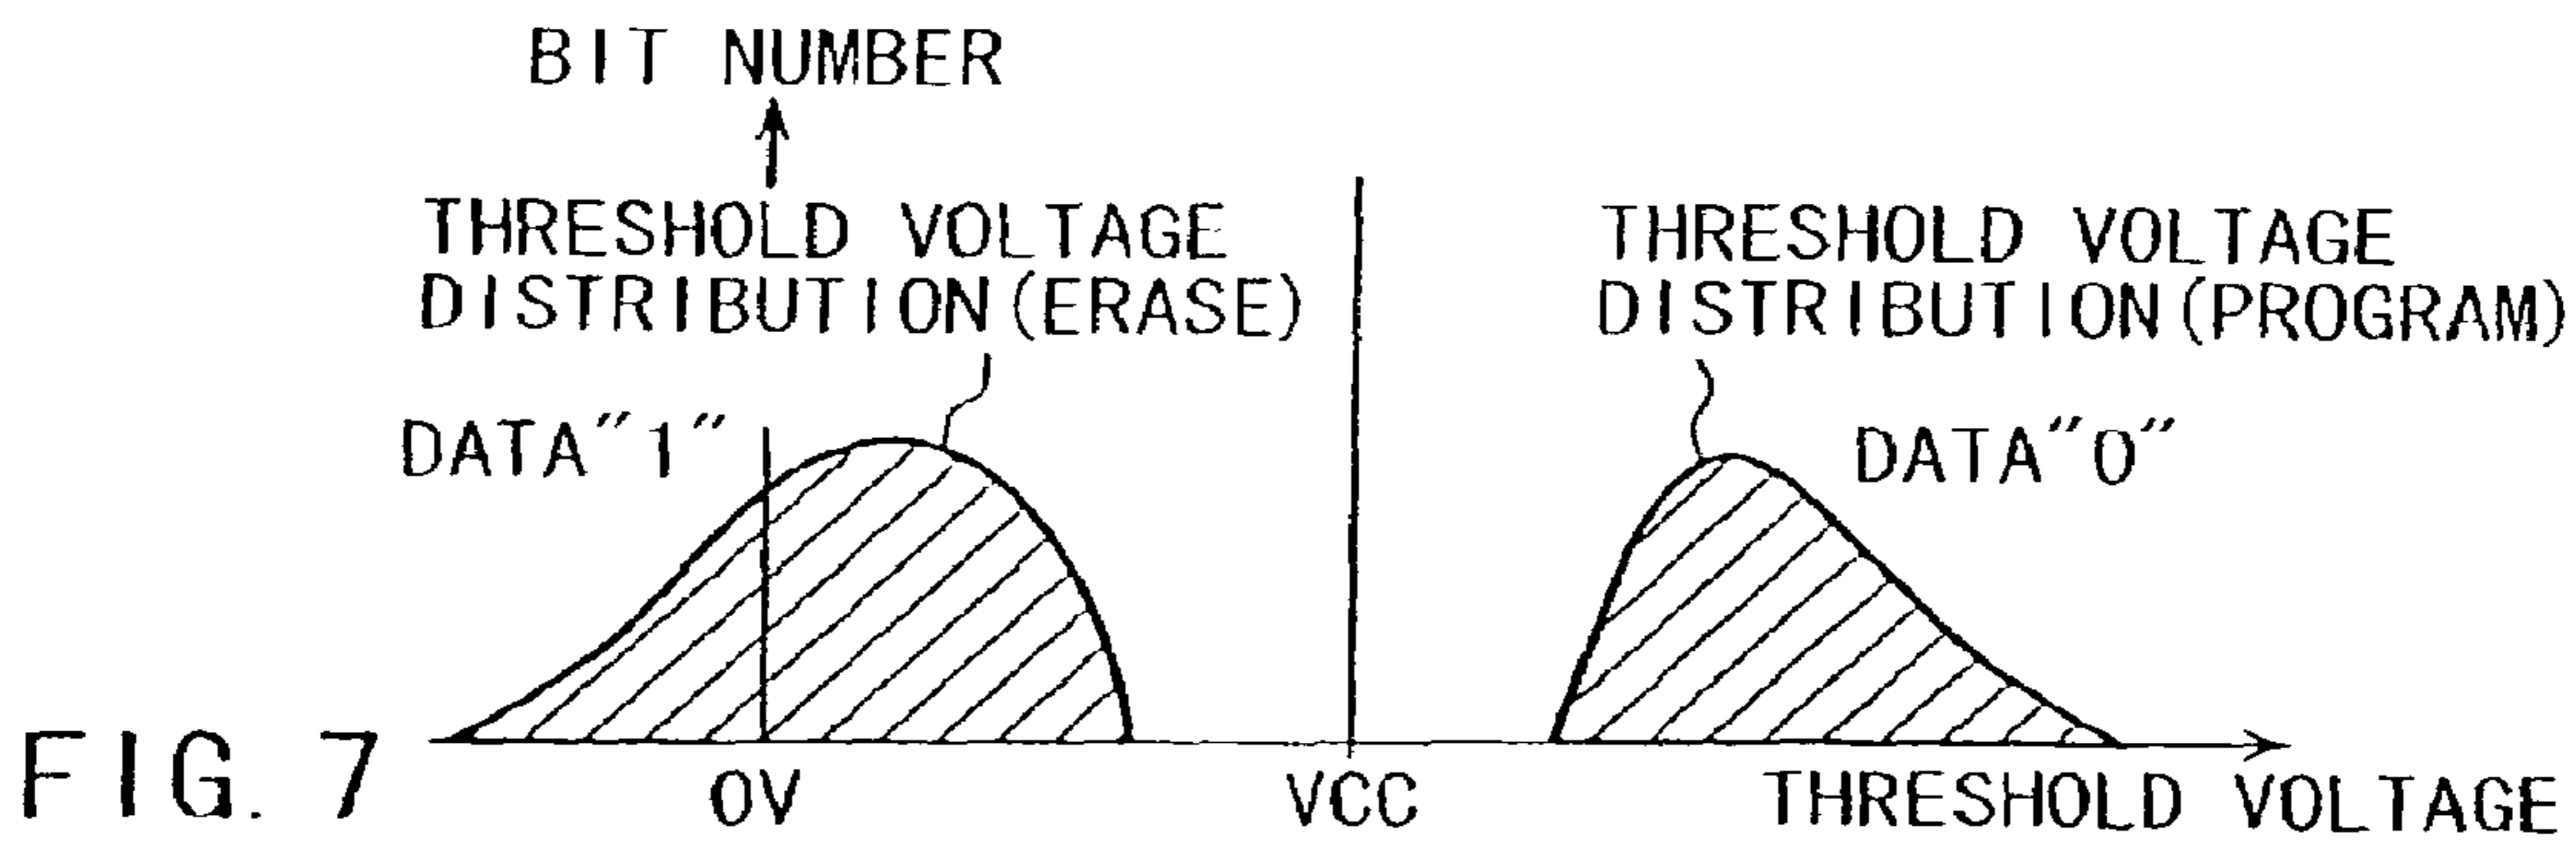 BIT NUMBER
THRESHOLD VOLTAGE
DISTRIBUTION(ERASE)
THRESHOLD VOLTAGE
DISTRIBUTION(PROGRAM)
DATA"1"
DATA"0"
FIG. 7
0V
VCC
THRESHOLD VOLTAGE